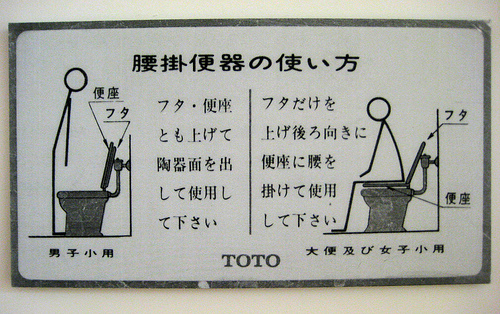 腰掛便器の使い方
便座
フタ
フタ・便座
とも上げて
陶器面を出
して使用し
て下さい
男子小用
フタだけを
上げ後ろ向きに
便座に腰を
掛けて使用
して下さい
フタ
便座
大便及び女子小用
TOTO